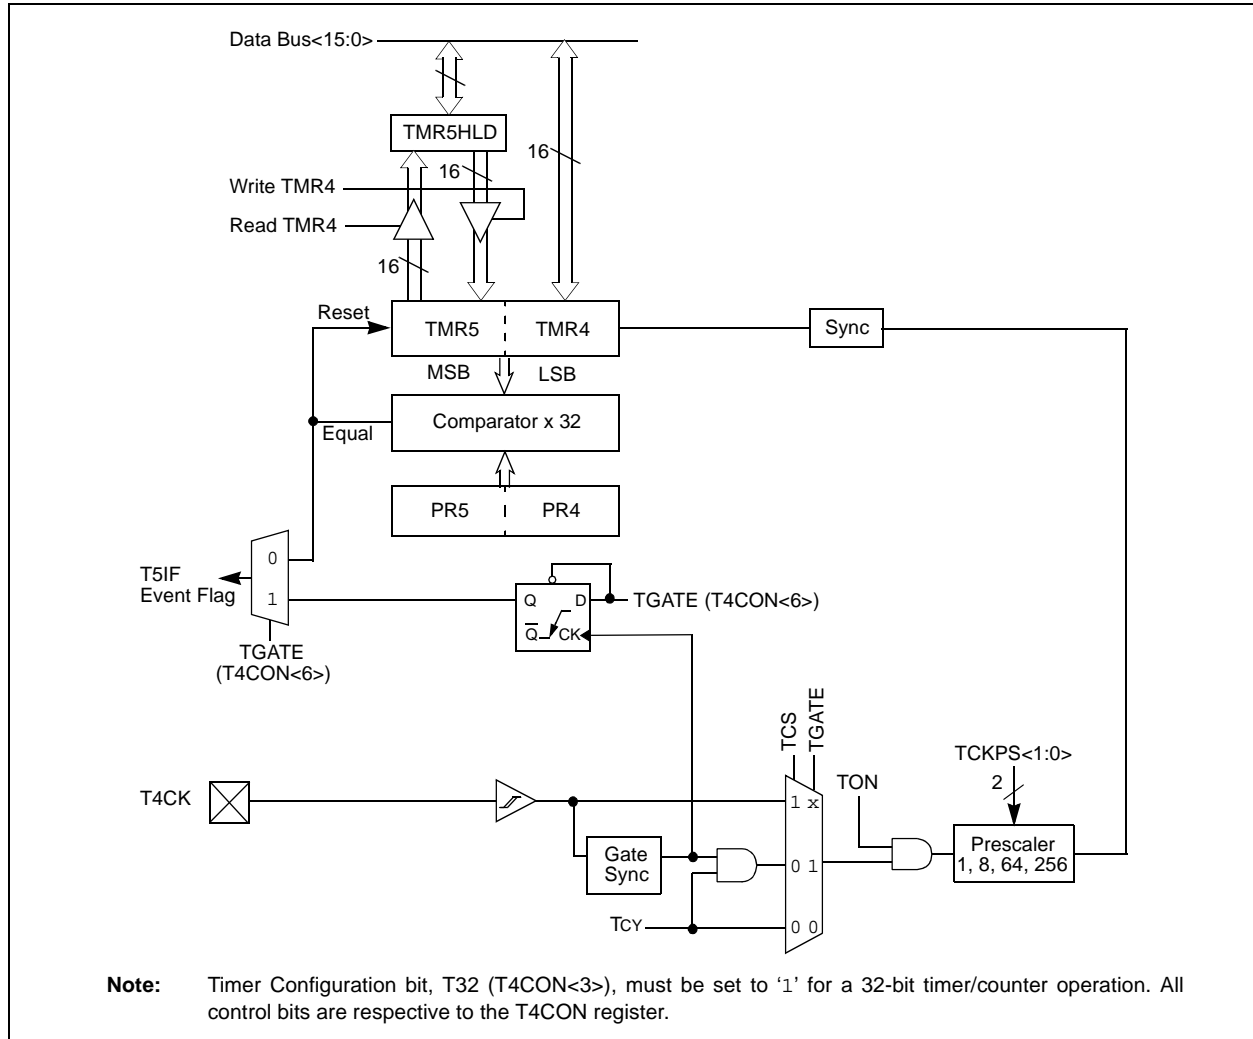 Data Bus<15:0>
TMR5HLD
16
16
Write TMR4
Read TMR4
16
Reset
TMR5
TMR4
Sync
MSB
LSB
Comparator x 32
Equal
PR5
PR4
0
1
T5IF
Event Flag
TGATE
(T4CON<6>)
Q
D
Q
CK
TGATE (T4CON<6>)
TCS
TGATE
T4CK
1 x
TON
TCKPS<1:0>
2
Gate
Sync
0 1
Prescaler
1, 8, 64, 256
TCY
0 0
Note: Timer Configuration bit, T32 (T4CON<3>), must be set to ‘1’ for a 32-bit timer/counter operation. All
control bits are respective to the T4CON register.